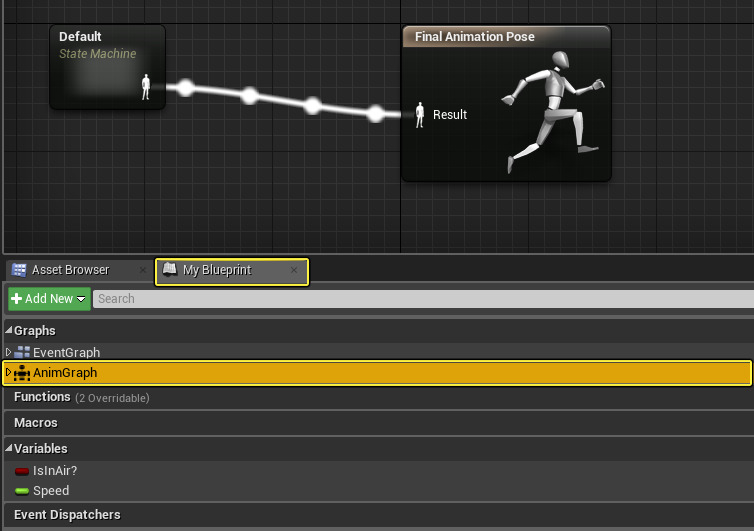 Default
State Machine
Final Animation Pose
Result
Asset Browser
My Blueprint
Add New
Search
Graphs
EventGraph
AnimGraph
Functions (2 Overridable)
Macros
Variables
IsInAir?
Speed
Event Dispatchers